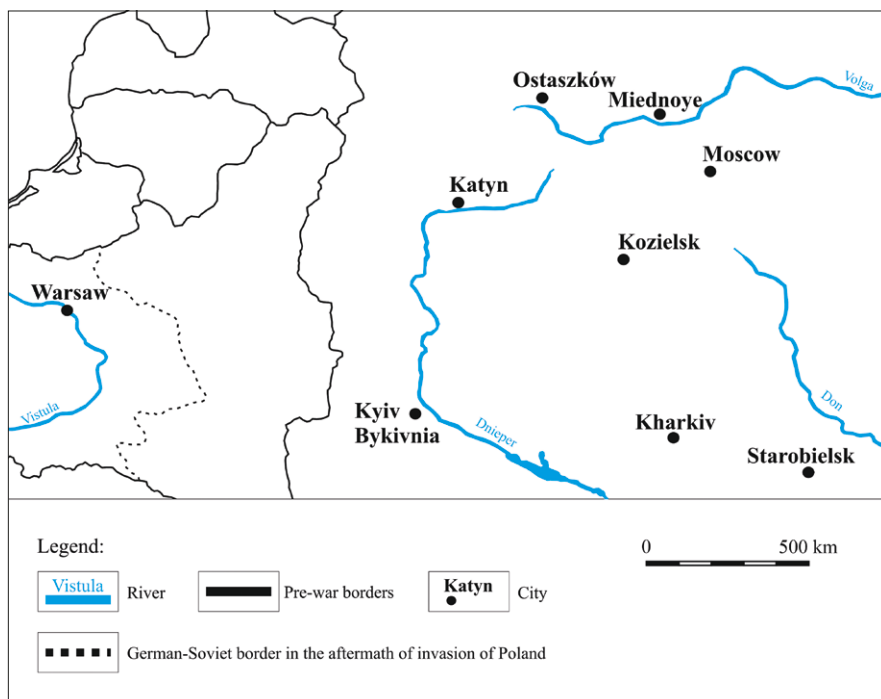 Ostaszków
Volga
Miednoye
Moscow
Katyn
Kozielsk
Warsaw
Vistula
Kyiv
Bykivnia
Dnieper
Kharkiv
Don
Starobielsk
Legend:
0 500 km
Vistula River
Pre-war borders
Katyn City
German-Soviet border in the aftermath of invasion of Poland